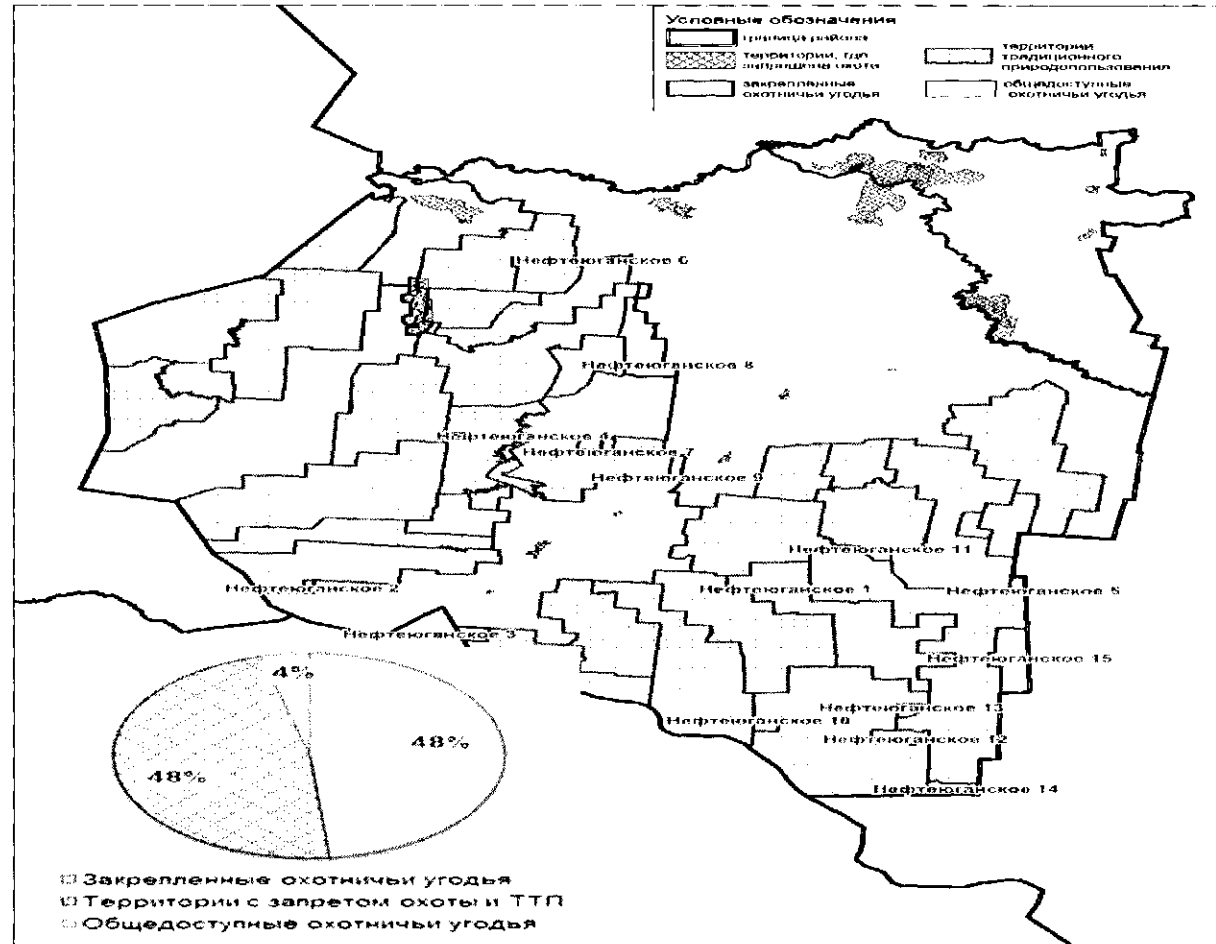 Условные обозначения
граница района
территории, где
запрещена охота
закрепленные
охотничьи угодья
территории
традиционного
природопользования
общедоступные
охотничьи угодья
Нефтеюганское 6
Нефтеюганское 8
Нефтеюганское 4
Нефтеюганское 7
Нефтеюганское 9
Нефтеюганское 11
Нефтеюганское 2
Нефтеюганское 1
Нефтеюганское 5
Нефтеюганское 3
Нефтеюганское 15
Нефтеюганское 13
Нефтеюганское 10
Нефтеюганское 12
Нефтеюганское 14
4%
48%
48%
Закрепленные охотничьи угодья
Территории с запретом охоты и ТТП
Общедоступные охотничьи угодья